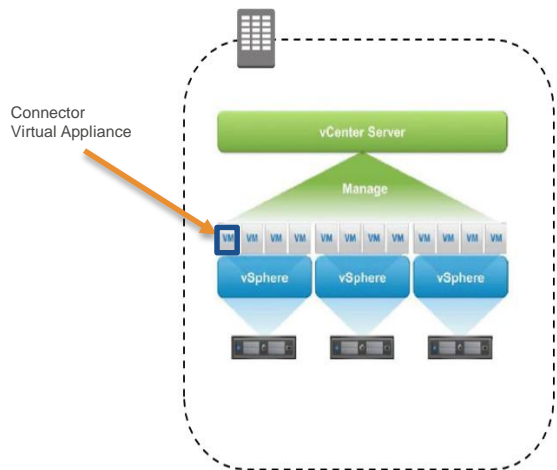 Connector
Virtual Appliance
vCenter Server
Manage
VM VM VM VM VM VM VM VM VM VM VM VM
vSphere vSphere vSphere